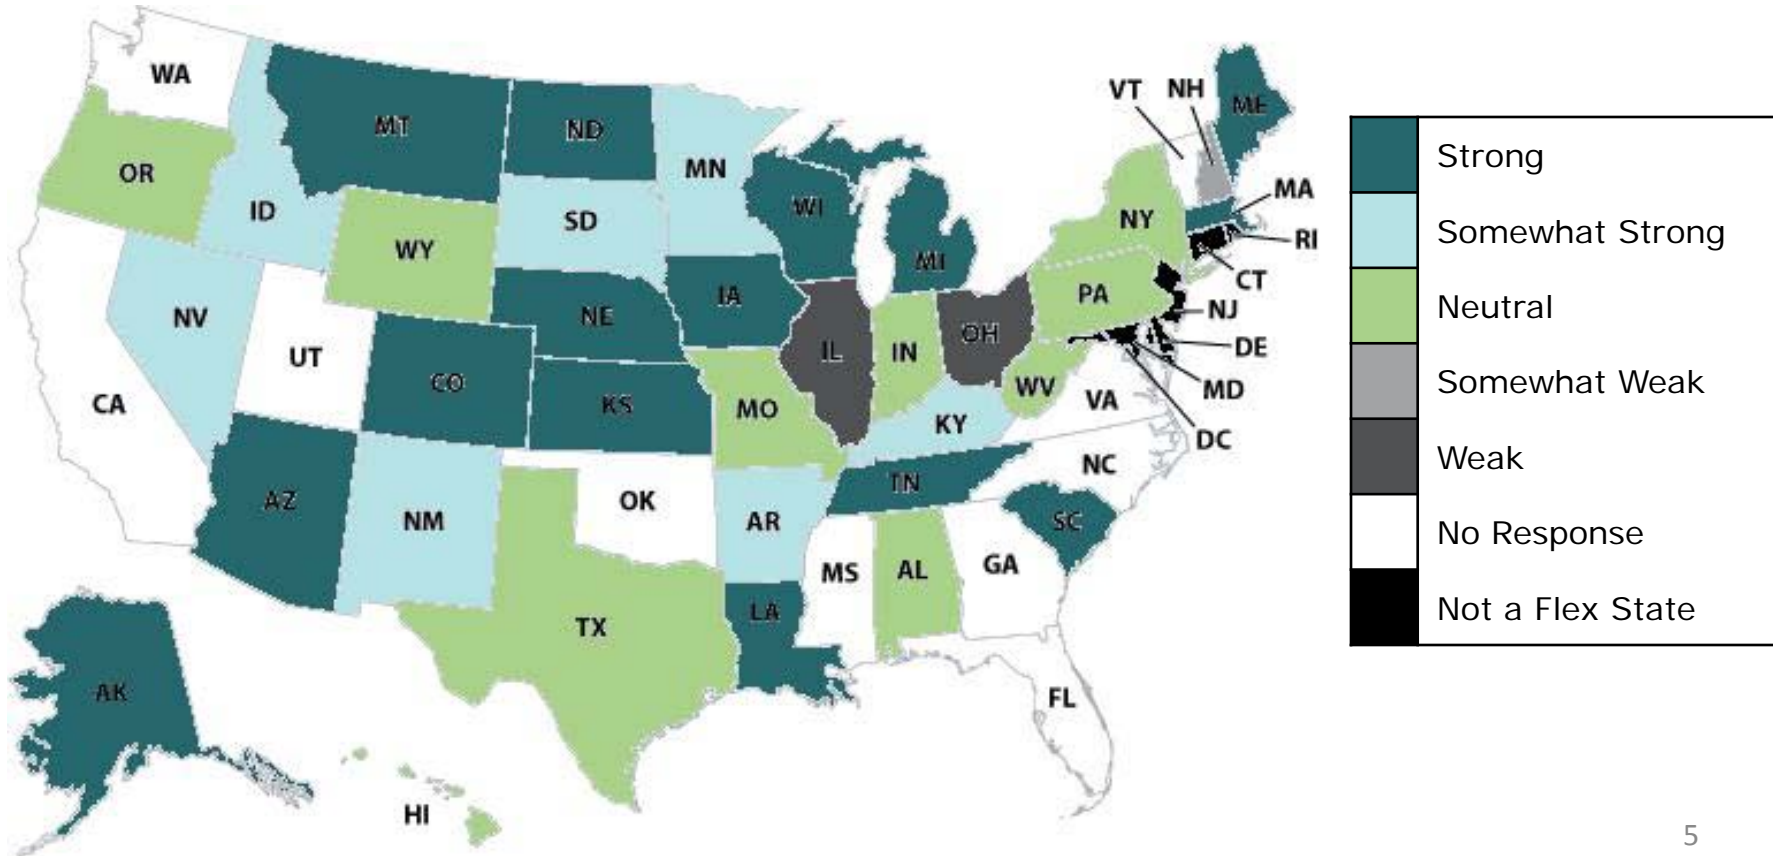 WA
VT
NH
ME
MT
ND
OR
MN
ID
SD
WI
NY
MA
RI
WY
MI
CT
IA
PA
NJ
NV
NE
DE
UT
IL
IN
OH
MD
CO
WV
CA
KS
MO
VA
KY
DC
NC
TN
AZ
OK
NM
AR
SC
MS
AL
GA
LA
TX
AK
FL
HI
Strong
Somewhat Strong
Neutral
Somewhat Weak
Weak
No Response
Not a Flex State
5